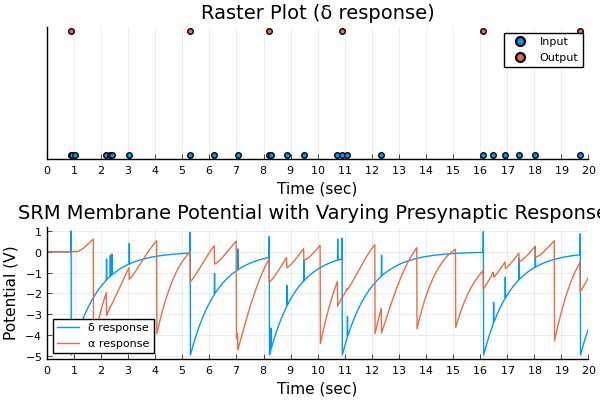 Raster Plot (δ response)
Input
Output
0 1 2 3 4 5 6 7 8 9 10 11 12 13 14 15 16 17 18 19 20
Time (sec)
SRM Membrane Potential with Varying Presynaptic Response
Potential (V)
1
0
−1
−2
−3
−4
−5
δ response
α response
0 1 2 3 4 5 6 7 8 9 10 11 12 13 14 15 16 17 18 19 20
Time (sec)